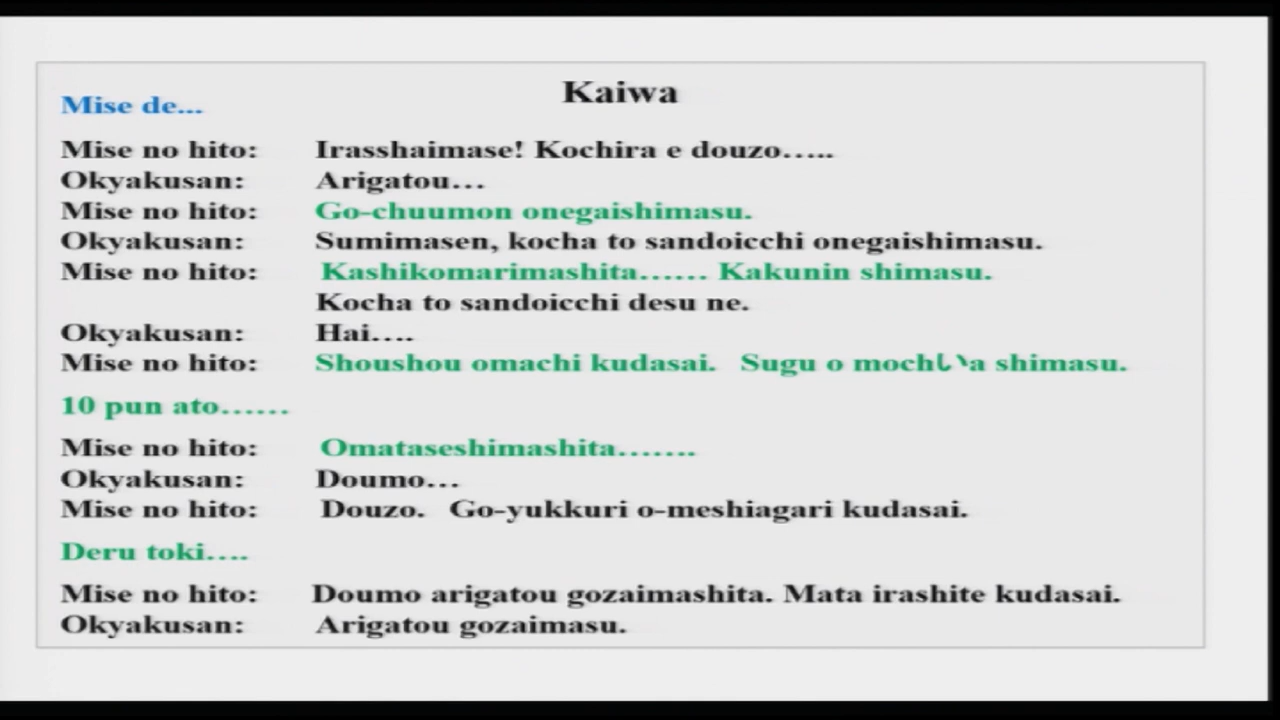 Kaiwa
Mise de...
Mise no hito: Irasshaimase! Kochira e douzo.....
Okyakusan: Arigatou...
Mise no hito: Go-chuumon onegaishimasu.
Okyakusan: Sumimasen, kocha to sandoicchi onegaishimasu.
Mise no hito: Kashikomarimashita...... Kakunin shimasu.
Kocha to sandoicchi desu ne.
Okyakusan: Hai....
Mise no hito: Shoushou omachi kudasai. Sugu o shimasu.
10 pun ato......
Mise no hito: Omataseshimashita.......
Okyakusan: Doumo...
Mise no hito: Douzo. Go-yukkuri o-meshiagari kudasai.
Deru toki....
Mise no hito: Doumo arigatou gozaimashita. Mata irashite kudasai.
Okyakusan: Arigatou gozaimasu.